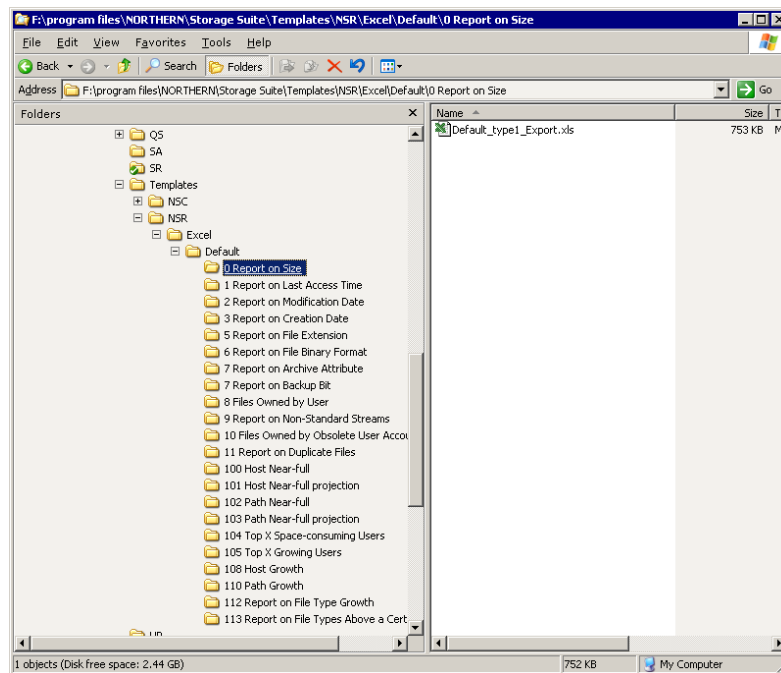 F:\program files\NORTHERN\Storage Suite\Templates\NSR\Excel\Default\0 Report on Size
File Edit View Favorites Tools Help
Back Search Folders
Address F:\program files\NORTHERN\Storage Suite\Templates\NSR\Excel\Default\0 Report on Size Go
Folders
Name Size T
QS
SA
SR
Templates
NSC
NSR
Excel
Default
0 Report on Size
1 Report on Last Access Time
2 Report on Modification Date
3 Report on Creation Date
5 Report on File Extension
6 Report on File Binary Format
7 Report on Archive Attribute
7 Report on Backup Bit
8 Files Owned by User
9 Report on Non-Standard Streams
10 Files Owned by Obsolete User Accou
11 Report on Duplicate Files
100 Host Near-full
101 Host Near-full projection
102 Path Near-full
103 Path Near-full projection
104 Top X Space-consuming Users
105 Top X Growing Users
108 Host Growth
110 Path Growth
112 Report on File Type Growth
113 Report on File Types Above a Cert
Default_type1_Export.xls 753 KB M
1 objects (Disk free space: 2.44 GB) 752 KB My Computer